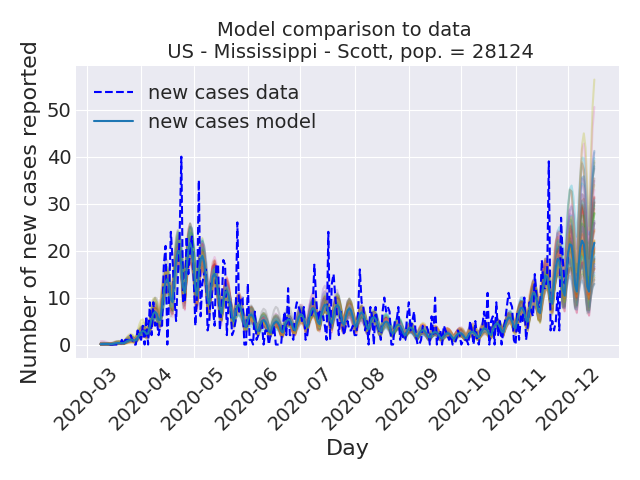 Model comparison to data
US - Mississippi - Scott, pop. = 28124
Number of new cases reported
new cases data
new cases model
50
40
30
20
10
0
2020-03
2020-04
2020-05
2020-06
2020-07
2020-08
2020-09
2020-10
2020-11
2020-12
Day